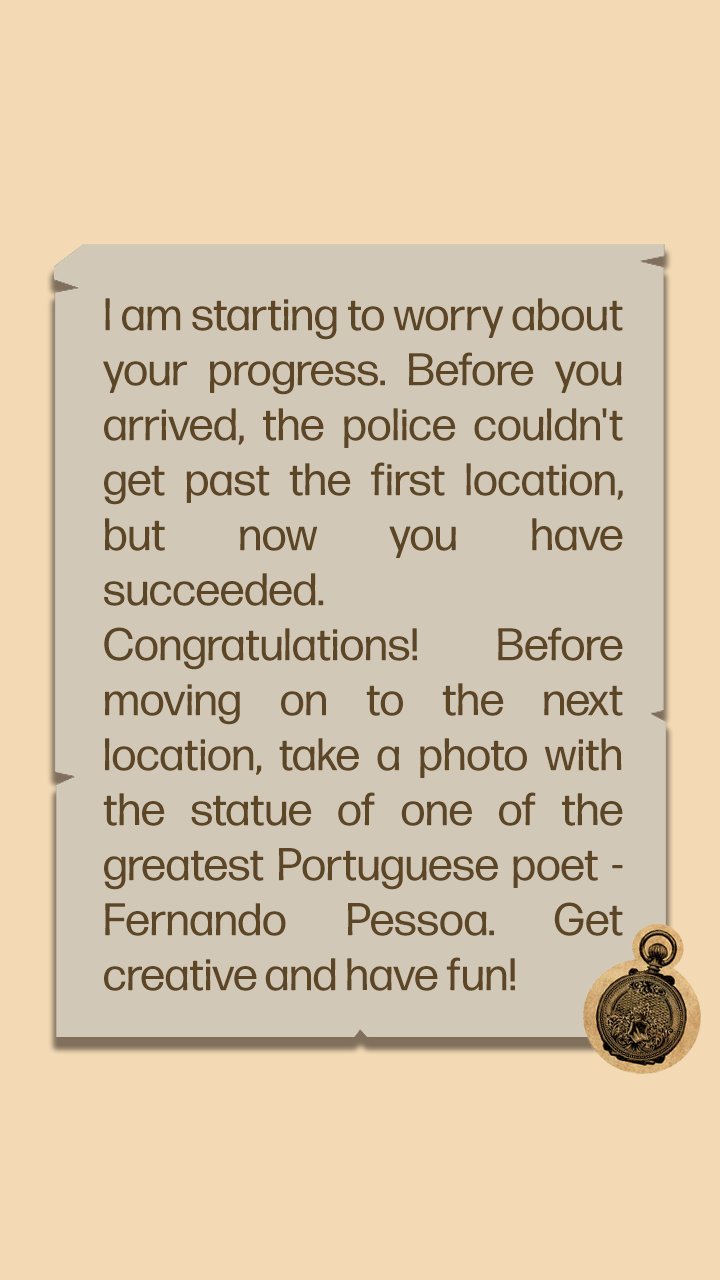 I am starting to worry about
your progress. Before you
arrived, the police couldn't
get past the first location,
but now you have
succeeded.
Congratulations! Before
moving on to the next
location, take a photo with
the statue of one of the
greatest Portuguese poet -
Fernando Pessoa. Get
creative and have fun!